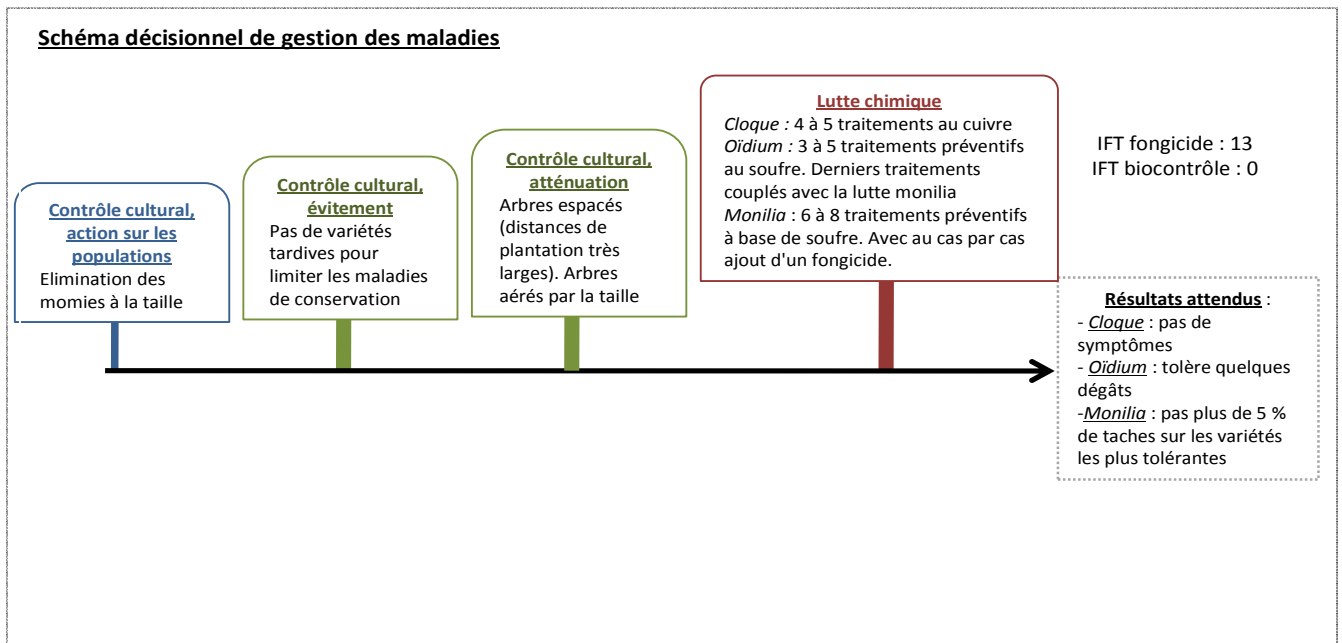 Schéma décisionnel de gestion des maladies
Contrôle cultural,
action sur les
populations
Elimination des
momies à la taille
Contrôle cultural,
évitement
Pas de variétés
tardives pour
limiter les maladies
de conservation
Contrôle cultural,
atténuation
Arbres espacés
(distances de
plantation très
larges). Arbres
aérés par la taille
Lutte chimique
Cloque : 4 à 5 traitements au cuivre
Oïdium : 3 à 5 traitements préventifs
au soufre. Derniers traitements
couplés avec la lutte monilia
Monilia : 6 à 8 traitements préventifs
à base de soufre. Avec au cas par cas
ajout d'un fongicide.
IFT fongicide : 13
IFT biocontrôle : 0
Résultats attendus :
- Cloque : pas de
symptômes
- Oïdium : tolère quelques
dégâts
-Monilia : pas plus de 5 %
de taches sur les variétés
les plus tolérantes